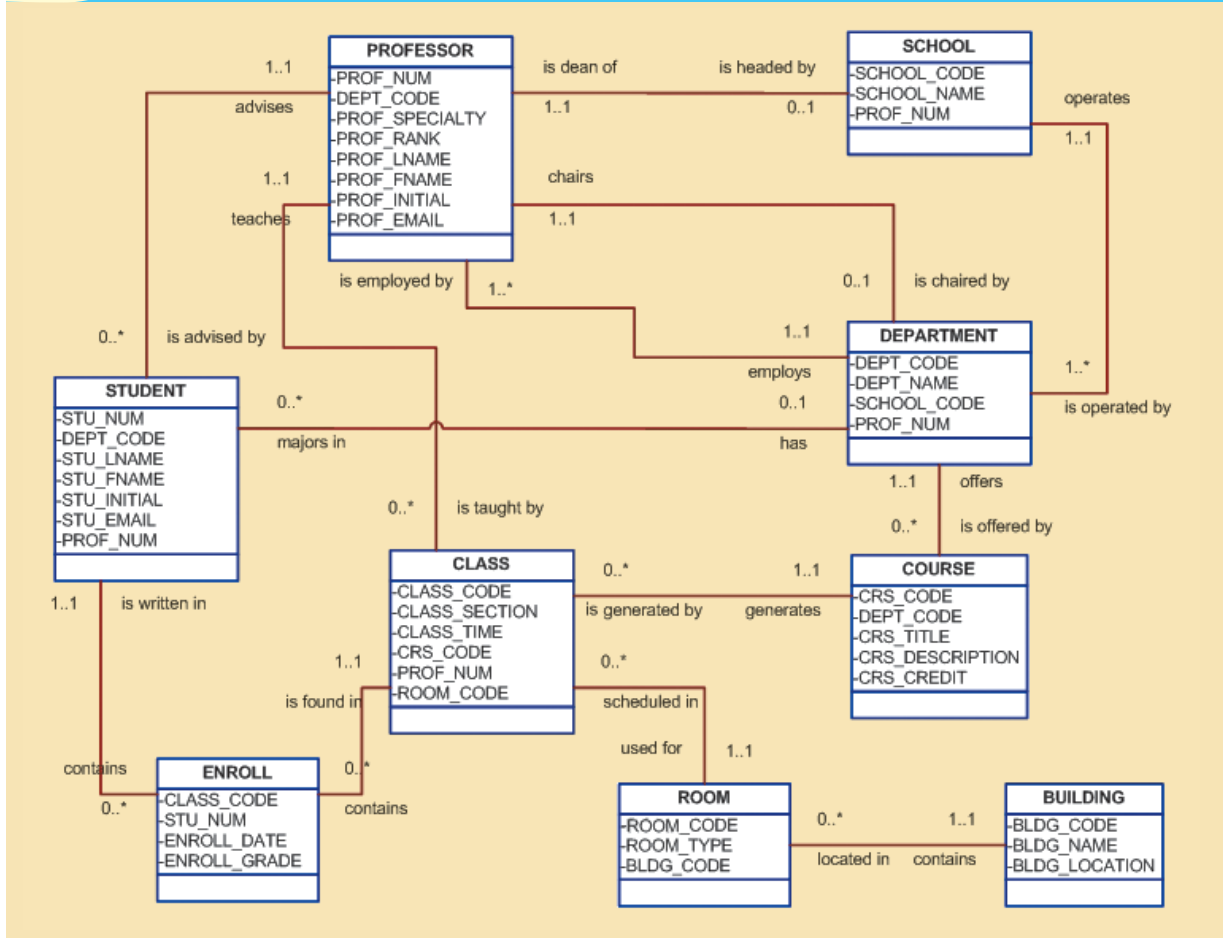 PROFESSOR
-PROF_NUM
-DEPT_CODE
-PROF_SPECIALTY
-PROF_RANK
-PROF_LNAME
-PROF_FNAME
-PROF_INITIAL
-PROF_EMAIL
SCHOOL
-SCHOOL_CODE
-SCHOOL_NAME
-PROF_NUM
1..1
advises
is dean of
1..1
is headed by
0..1
operates
1..1
1..1
teaches
chairs
1..1
is employed by
1..*
0..1
is chaired by
0..*
is advised by
1..1
employs
DEPARTMENT
-DEPT_CODE
-DEPT_NAME
-SCHOOL_CODE
-PROF_NUM
1..*
is operated by
STUDENT
-STU_NUM
-DEPT_CODE
-STU_LNAME
-STU_FNAME
-STU_INITIAL
-STU_EMAIL
-PROF_NUM
0..*
majors in
0..1
has
0..*
is taught by
1..1
offers
0..*
is offered by
CLASS
-CLASS_CODE
-CLASS_SECTION
-CLASS_TIME
-CRS_CODE
-PROF_NUM
-ROOM_CODE
0..*
is generated by
1..1
generates
COURSE
-CRS_CODE
-DEPT_CODE
-CRS_TITLE
-CRS_DESCRIPTION
-CRS_CREDIT
1..1
is written in
1..1
is found in
0..*
scheduled in
used for
1..1
contains
0..*
ENROLL
-CLASS_CODE
-STU_NUM
-ENROLL_DATE
-ENROLL_GRADE
0..*
contains
ROOM
-ROOM_CODE
-ROOM_TYPE
-BLDG_CODE
0..*
located in
1..1
contains
BUILDING
-BLDG_CODE
-BLDG_NAME
-BLDG_LOCATION